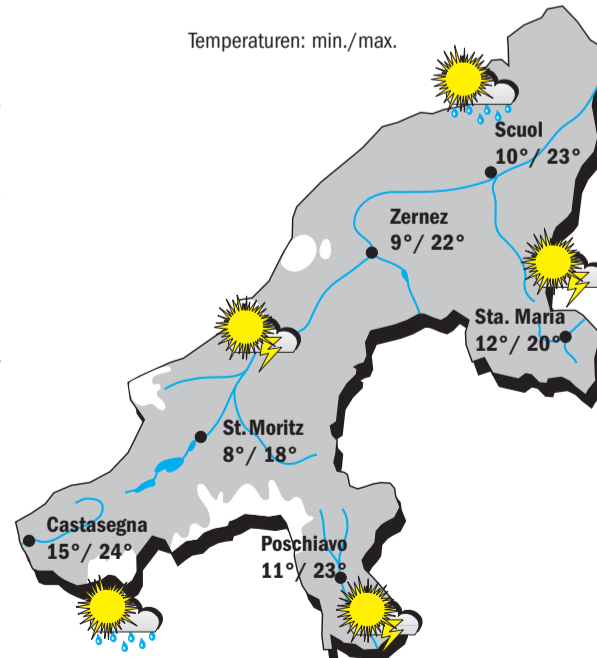 Temperaturen: min./max.
Scuol
10°/ 23°
Zernez
9°/ 22°
Sta. Maria
12°/ 20°
St. Moritz
8°/ 18°
Castasegna
15°/ 24°
Poschiavo
11°/ 23°